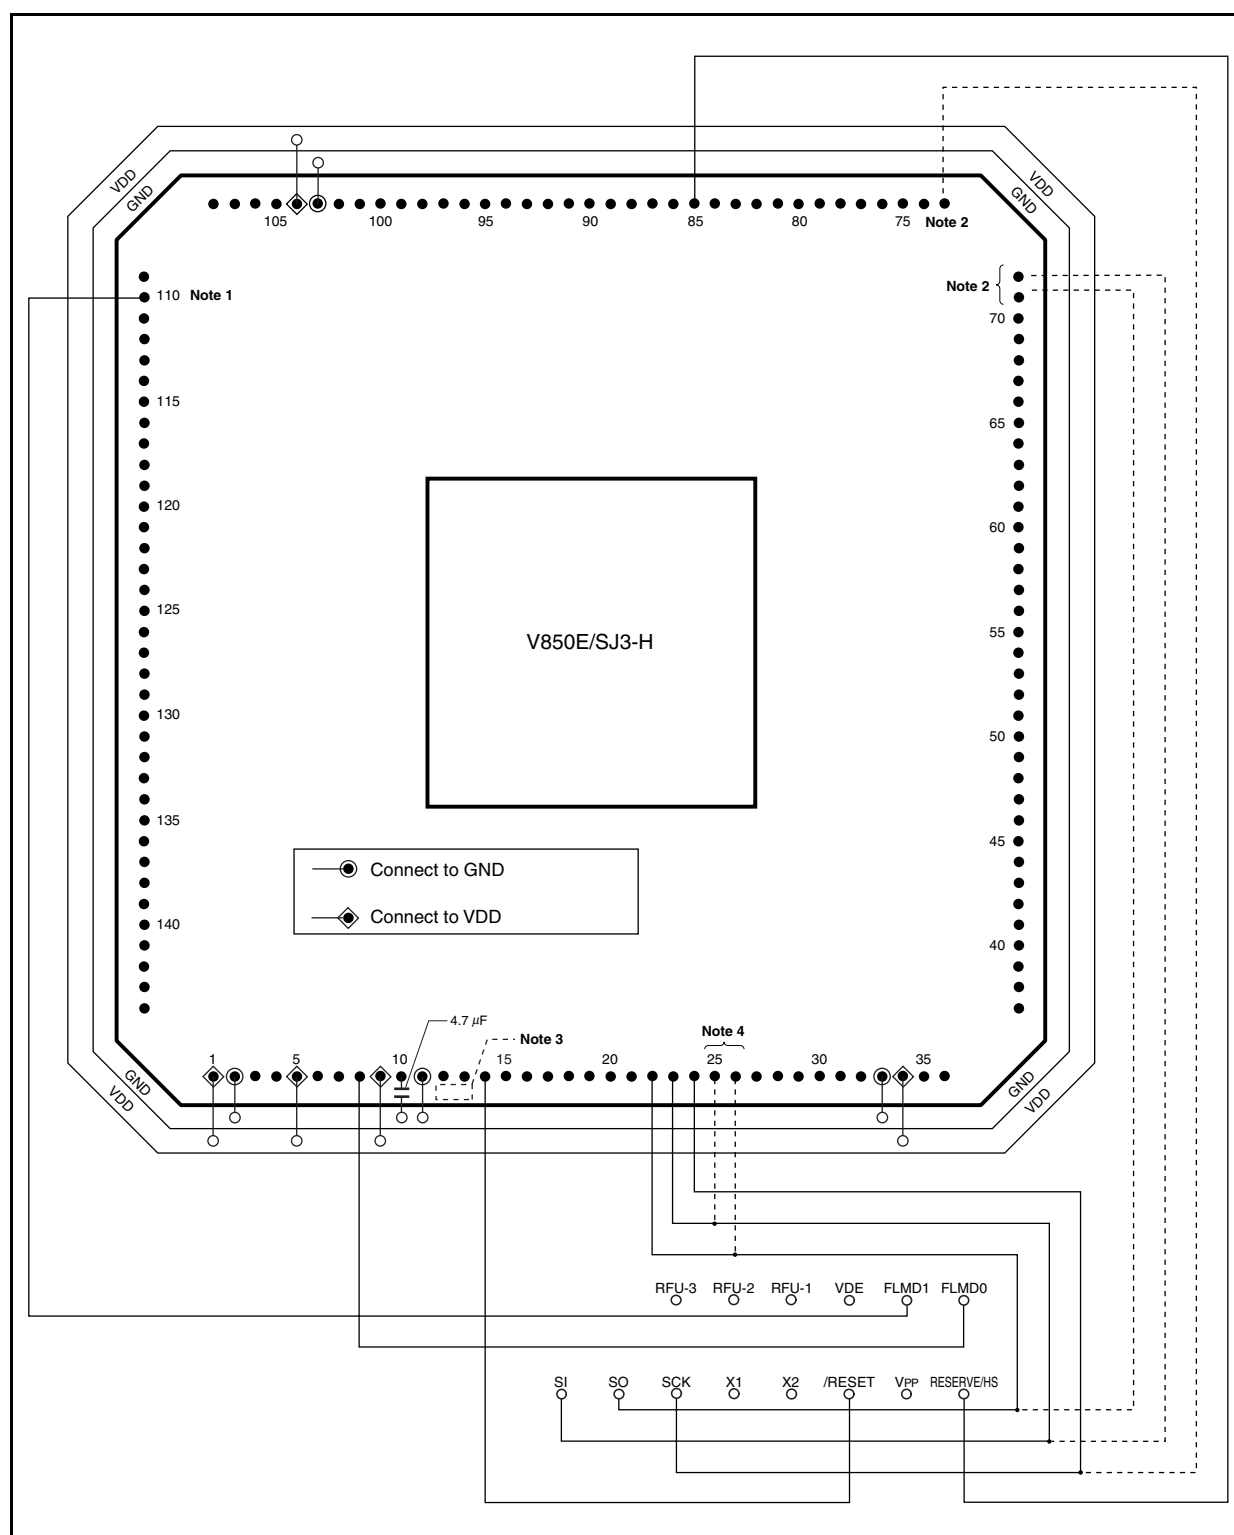 VDD
GND
VDD
GND
105
100
95
90
85
80
75
Note 2
110 Note 1
Note 2
70
115
65
120
60
125
55
V850E/SJ3-H
130
50
135
45
Connect to GND
Connect to VDD
140
40
4.7 μF
Note 3
Note 4
1
5
10
15
20
25
30
35
GND
VDD
GND
VDD
RFU-3
RFU-2
RFU-1
VDE
FLMD1
FLMD0
SI
SO
SCK
X1
X2
/RESET
VPP
RESERVE/HS